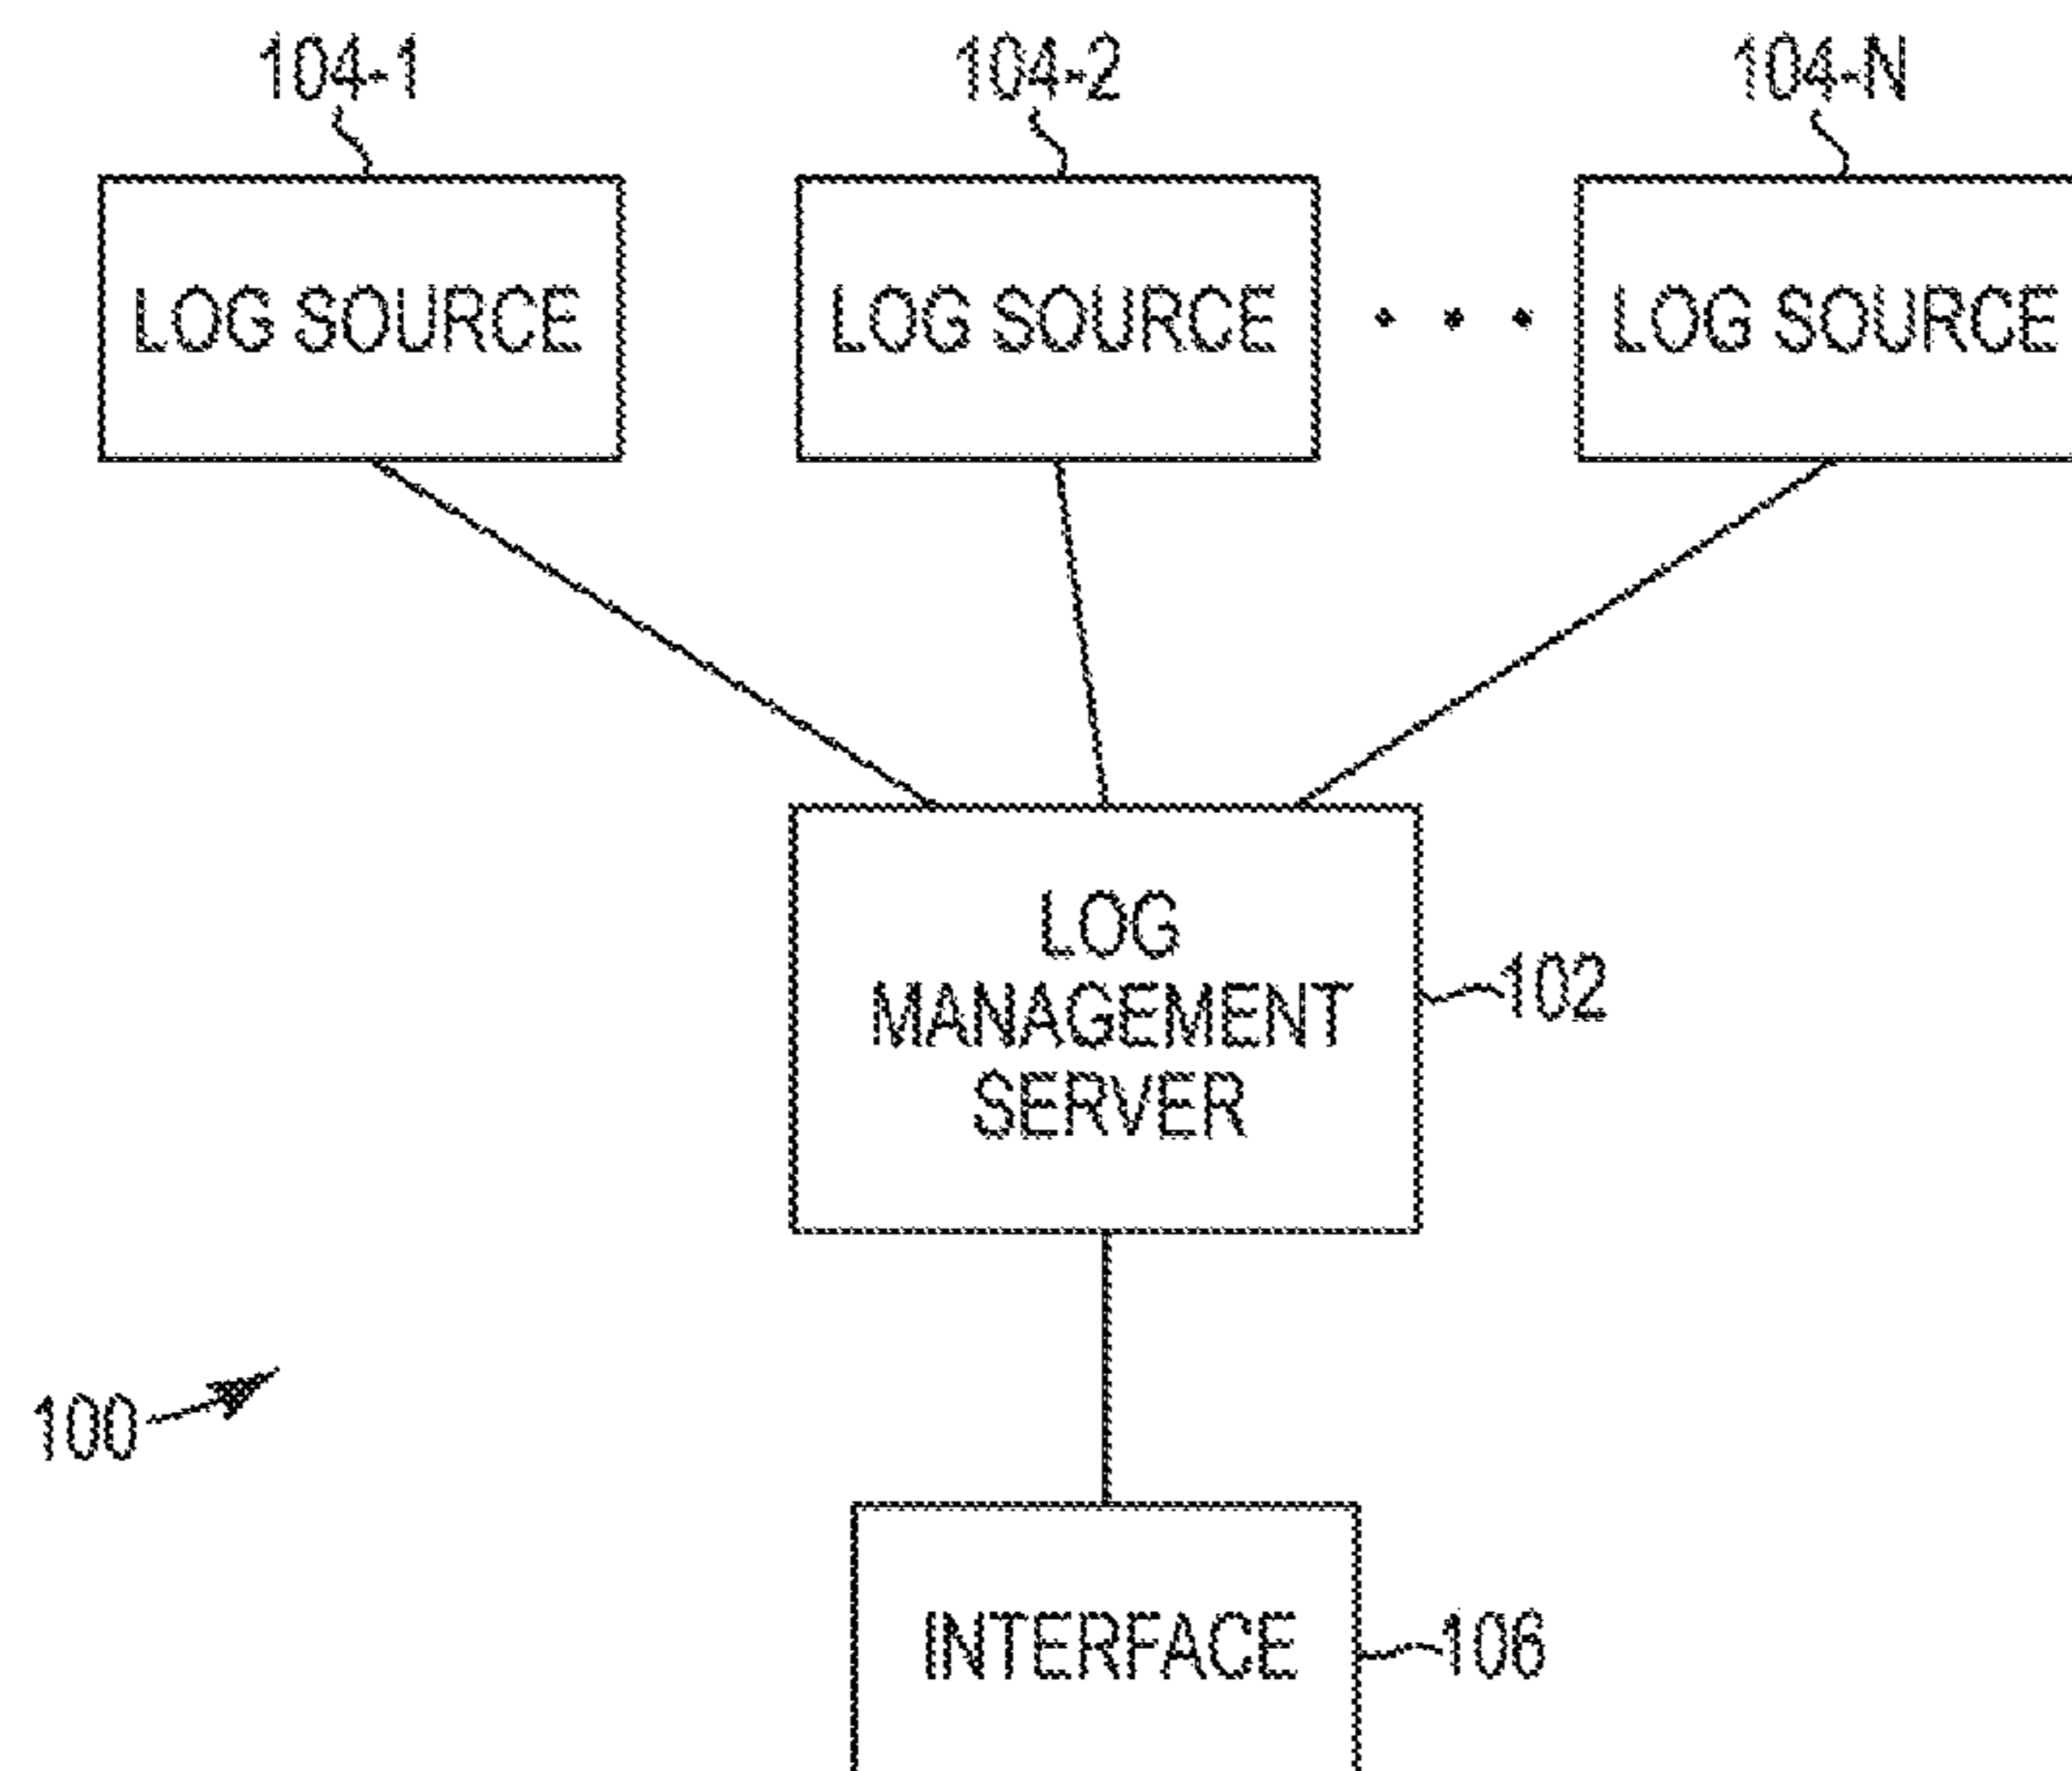 104-1
104-2
104-N
LOG SOURCE
LOG SOURCE
LOG SOURCE
LOG
MANAGEMENT
SERVER
102
100
INTERFACE
106